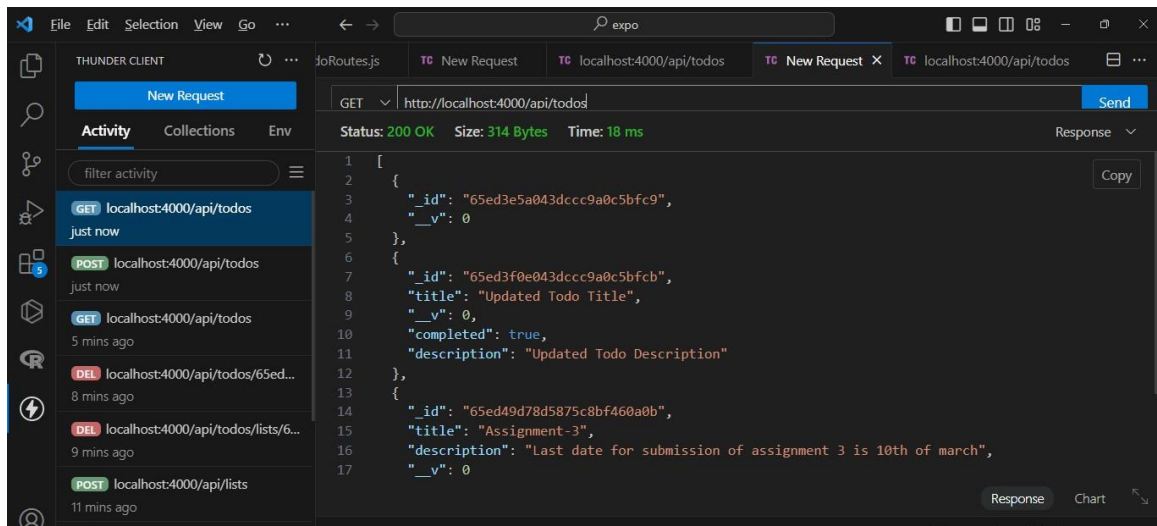 File Edit Selection View Go ··· expo
THUNDER CLIENT
doRoutes.js TC New Request TC localhost:4000/api/todos TC New Request TC localhost:4000/api/todos
New Request
GET http://localhost:4000/api/todos Send
Activity Collections Env
Status: 200 OK Size: 314 Bytes Time: 18 ms Response
filter activity
Copy
GET localhost:4000/api/todos
just now
POST localhost:4000/api/todos
just now
GET localhost:4000/api/todos
5 mins ago
DEL localhost:4000/api/todos/65ed...
8 mins ago
DEL localhost:4000/api/todos/lists/6...
9 mins ago
POST localhost:4000/api/lists
11 mins ago
5
1 [
2 {
3 "_id": "65ed3e5a043dccc9a0c5bfc9",
4 "__v": 0
5 },
6 {
7 "_id": "65ed3f0e043dccc9a0c5bfcb",
8 "title": "Updated Todo Title",
9 "__v": 0,
10 "completed": true,
11 "description": "Updated Todo Description"
12 },
13 {
14 "_id": "65ed49d78d5875c8bf460a0b",
15 "title": "Assignment-3",
16 "description": "Last date for submission of assignment 3 is 10th of march",
17 "__v": 0
Response Chart